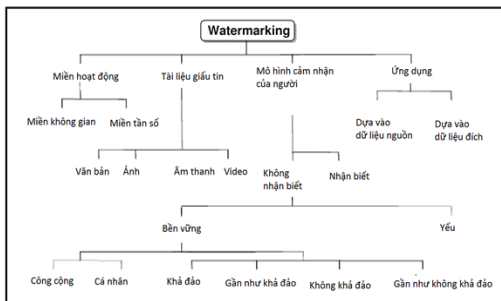 Watermarking
Miền hoạt động
Tài liệu giấu tin
Mô hình cảm nhận
của người
Ứng dụng
Miền không gian
Miền tần số
Dựa vào
dữ liệu nguồn
Dựa vào
dữ liệu đích
Văn bản
Ảnh
Âm thanh
Video
Không
nhận biết
Nhận biết
Bền vững
Yếu
Công cộng
Cá nhân
Khả đảo
Gần như khả đảo
Không khả đảo
Gần như không khả đảo